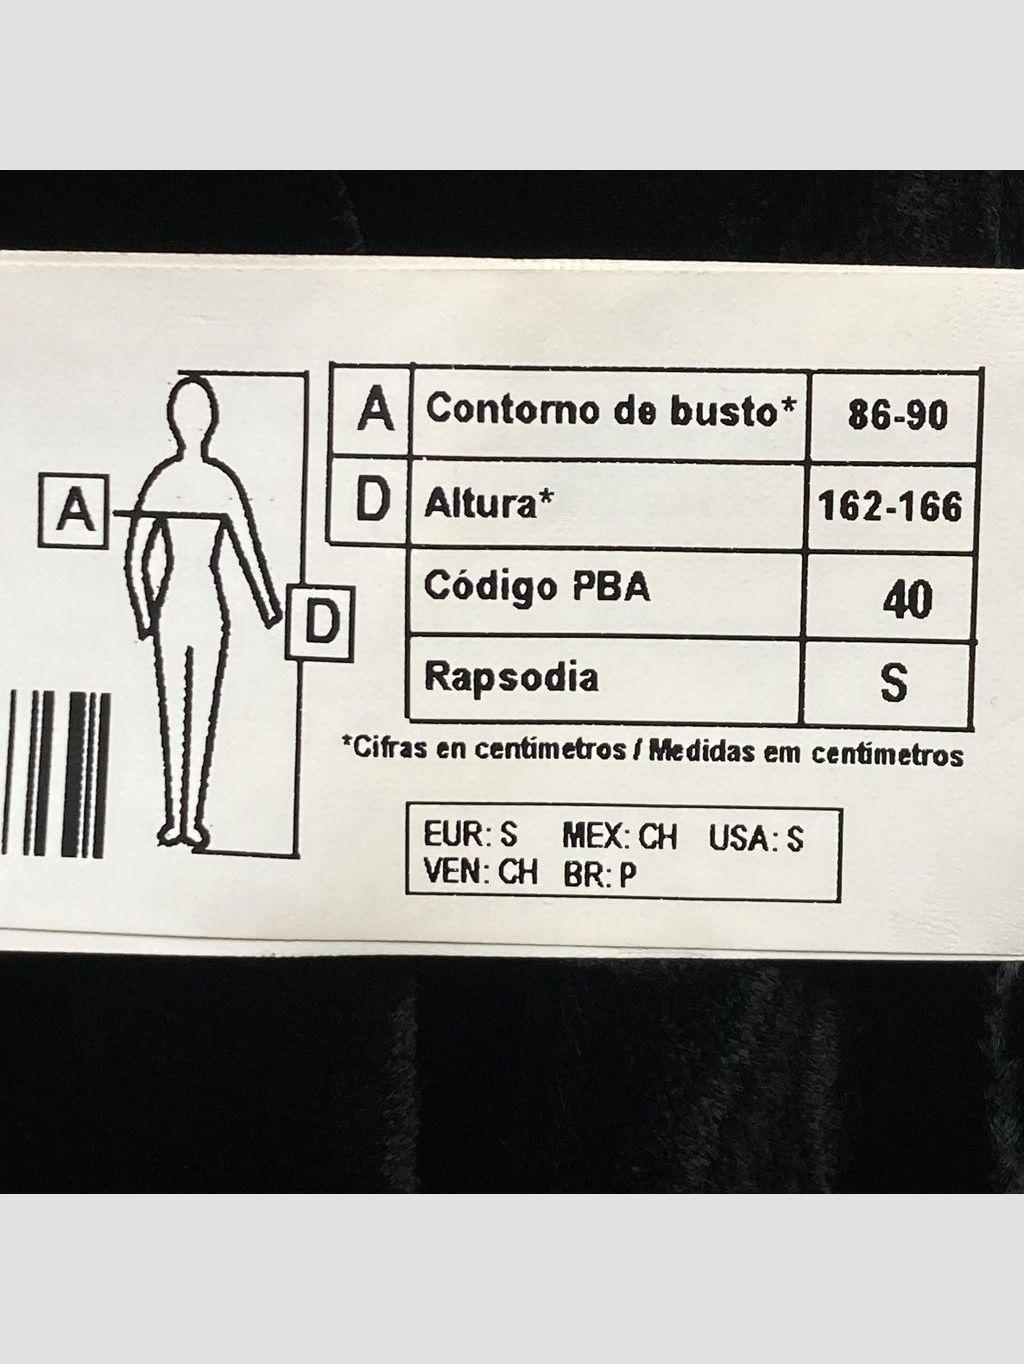 A Contorno de busto* 86-90
D Altura* 162-166
Código PBA 40
Rapsodia S
A
D
*Cifras en centímetros / Medidas em centímetros
EUR: S MEX: CH USA: S
VEN: CH BR: P